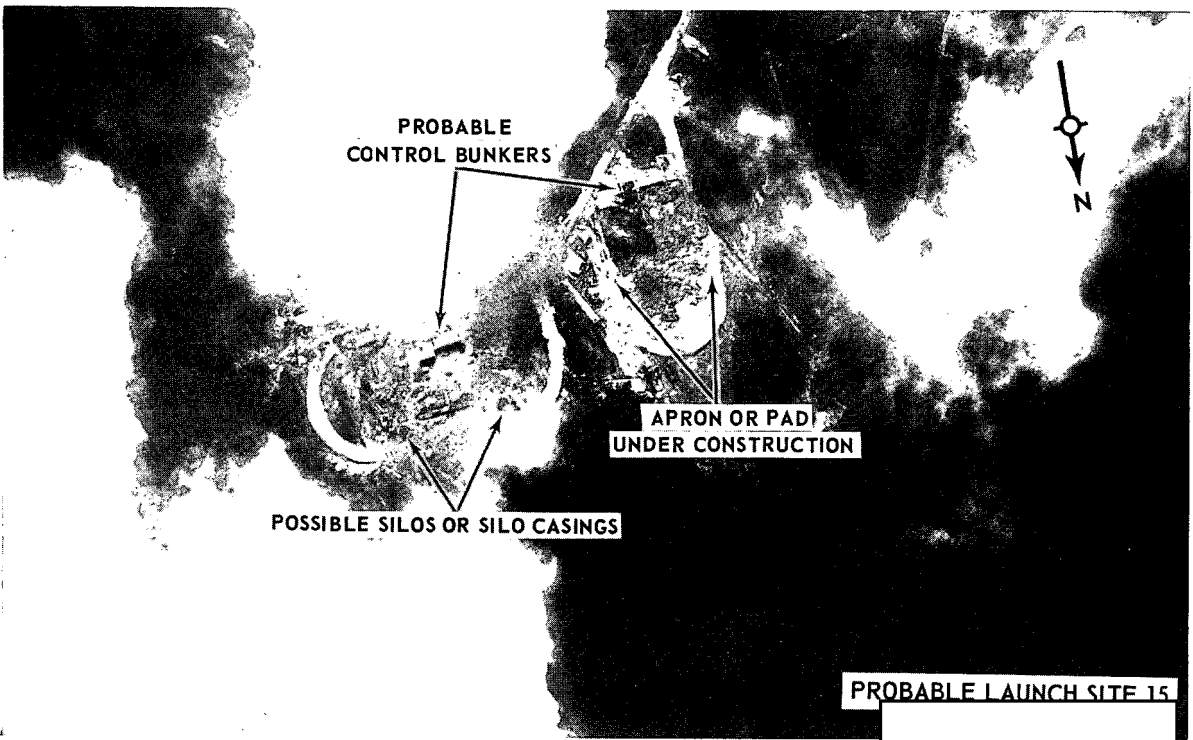 PROBABLE
CONTROL BUNKERS
N
APRON OR PAD
UNDER CONSTRUCTION
POSSIBLE SILOS OR SILO CASINGS
PROBABLE LAUNCH SITE 15